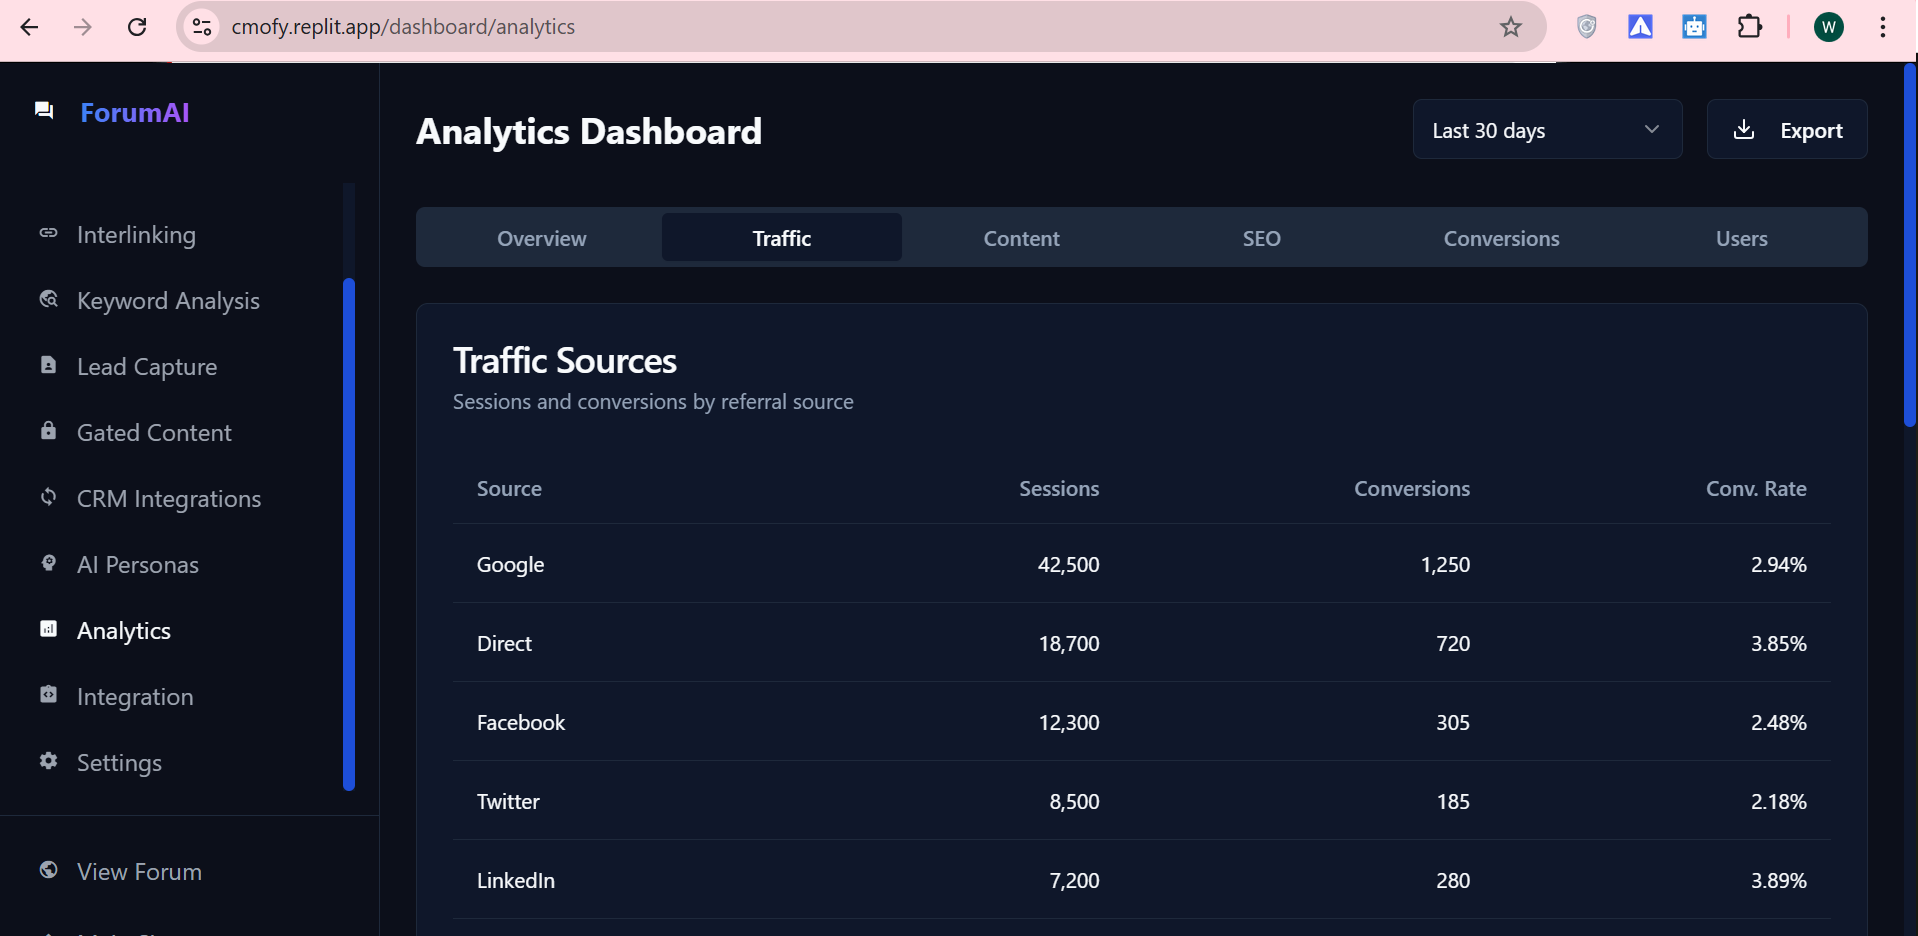 cmofy.replit.app/dashboard/analytics
W
ForumAI
Interlinking
Keyword Analysis
Lead Capture
Gated Content
CRM Integrations
AI Personas
Analytics
Integration
Settings
View Forum
Analytics Dashboard
Last 30 days
Export
Overview Traffic Content SEO Conversions Users
Traffic Sources
Sessions and conversions by referral source
Source Sessions Conversions Conv. Rate
Google 42,500 1,250 2.94%
Direct 18,700 720 3.85%
Facebook 12,300 305 2.48%
Twitter 8,500 185 2.18%
LinkedIn 7,200 280 3.89%